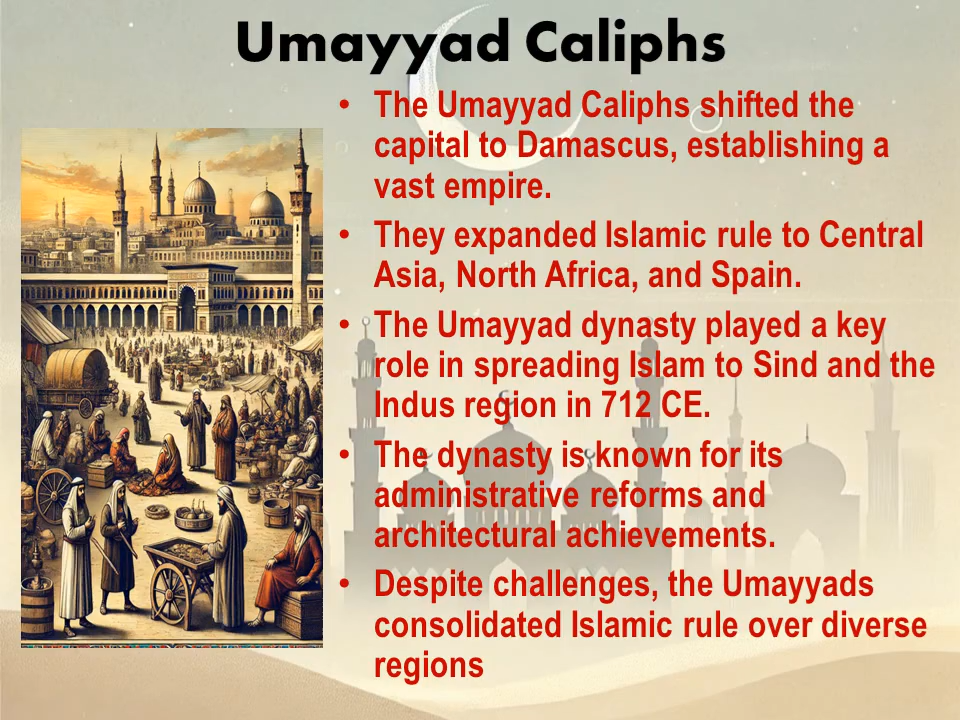 Umayyad Caliphs
• The Umayyad Caliphs shifted the
capital to Damascus, establishing a
vast empire.
• They expanded Islamic rule to Central
Asia, North Africa, and Spain.
• The Umayyad dynasty played a key
role in spreading Islam to Sind and the
Indus region in 712 CE.
• The dynasty is known for its
administrative reforms and
architectural achievements.
• Despite challenges, the Umayyads
consolidated Islamic rule over diverse
regions